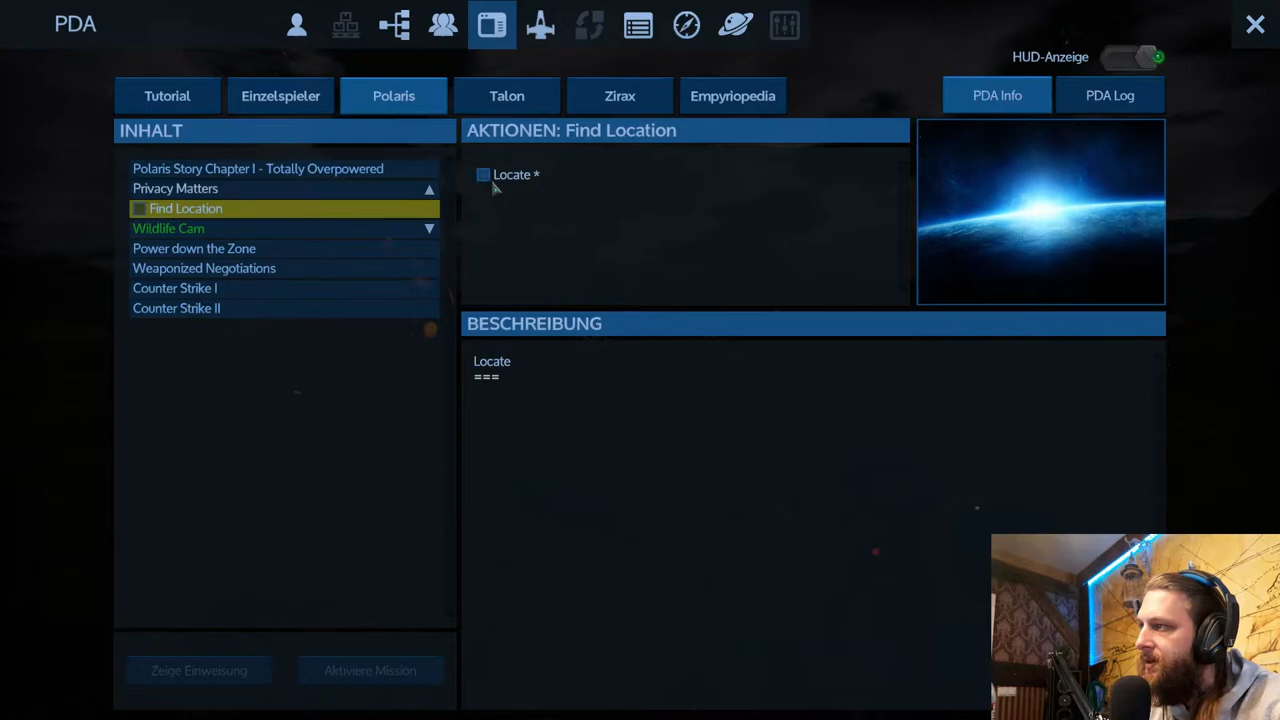 PDA
HUD-Anzeige
Tutorial
Einzelspieler
Polaris
Talon
Zirax
Empyriopedia
PDA Info
PDA Log
INHALT
Polaris Story Chapter I - Totally Overpowered
Privacy Matters
Find Location
Wildlife Cam
Power down the Zone
Weaponized Negotiations
Counter Strike I
Counter Strike II
AKTIONEN: Find Location
Locate *
BESCHREIBUNG
Locate
===
Zeige Einweisung
Aktiviere Mission